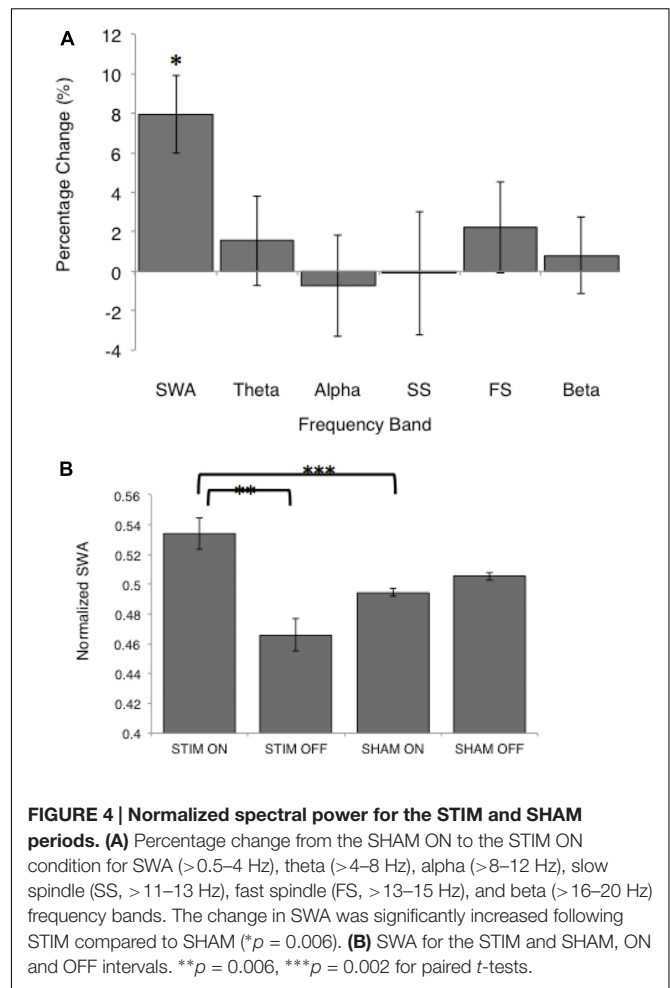 A
12
10
8
6
4
2
0
-2
-4
*
Percentage Change (%)
SWA Theta Alpha SS FS Beta
Frequency Band
B
***
**
0.56
0.54
0.52
0.5
0.48
0.46
0.44
0.42
0.4
Normalized SWA
STIM ON STIM OFF SHAM ON SHAM OFF
FIGURE 4 | Normalized spectral power for the STIM and SHAM
periods. (A) Percentage change from the SHAM ON to the STIM ON
condition for SWA (>0.5–4 Hz), theta (>4–8 Hz), alpha (>8–12 Hz), slow
spindle (SS, >11–13 Hz), fast spindle (FS, >13–15 Hz), and beta (>16–20 Hz)
frequency bands. The change in SWA was significantly increased following
STIM compared to SHAM (*p = 0.006). (B) SWA for the STIM and SHAM, ON
and OFF intervals. **p = 0.006, ***p = 0.002 for paired t-tests.